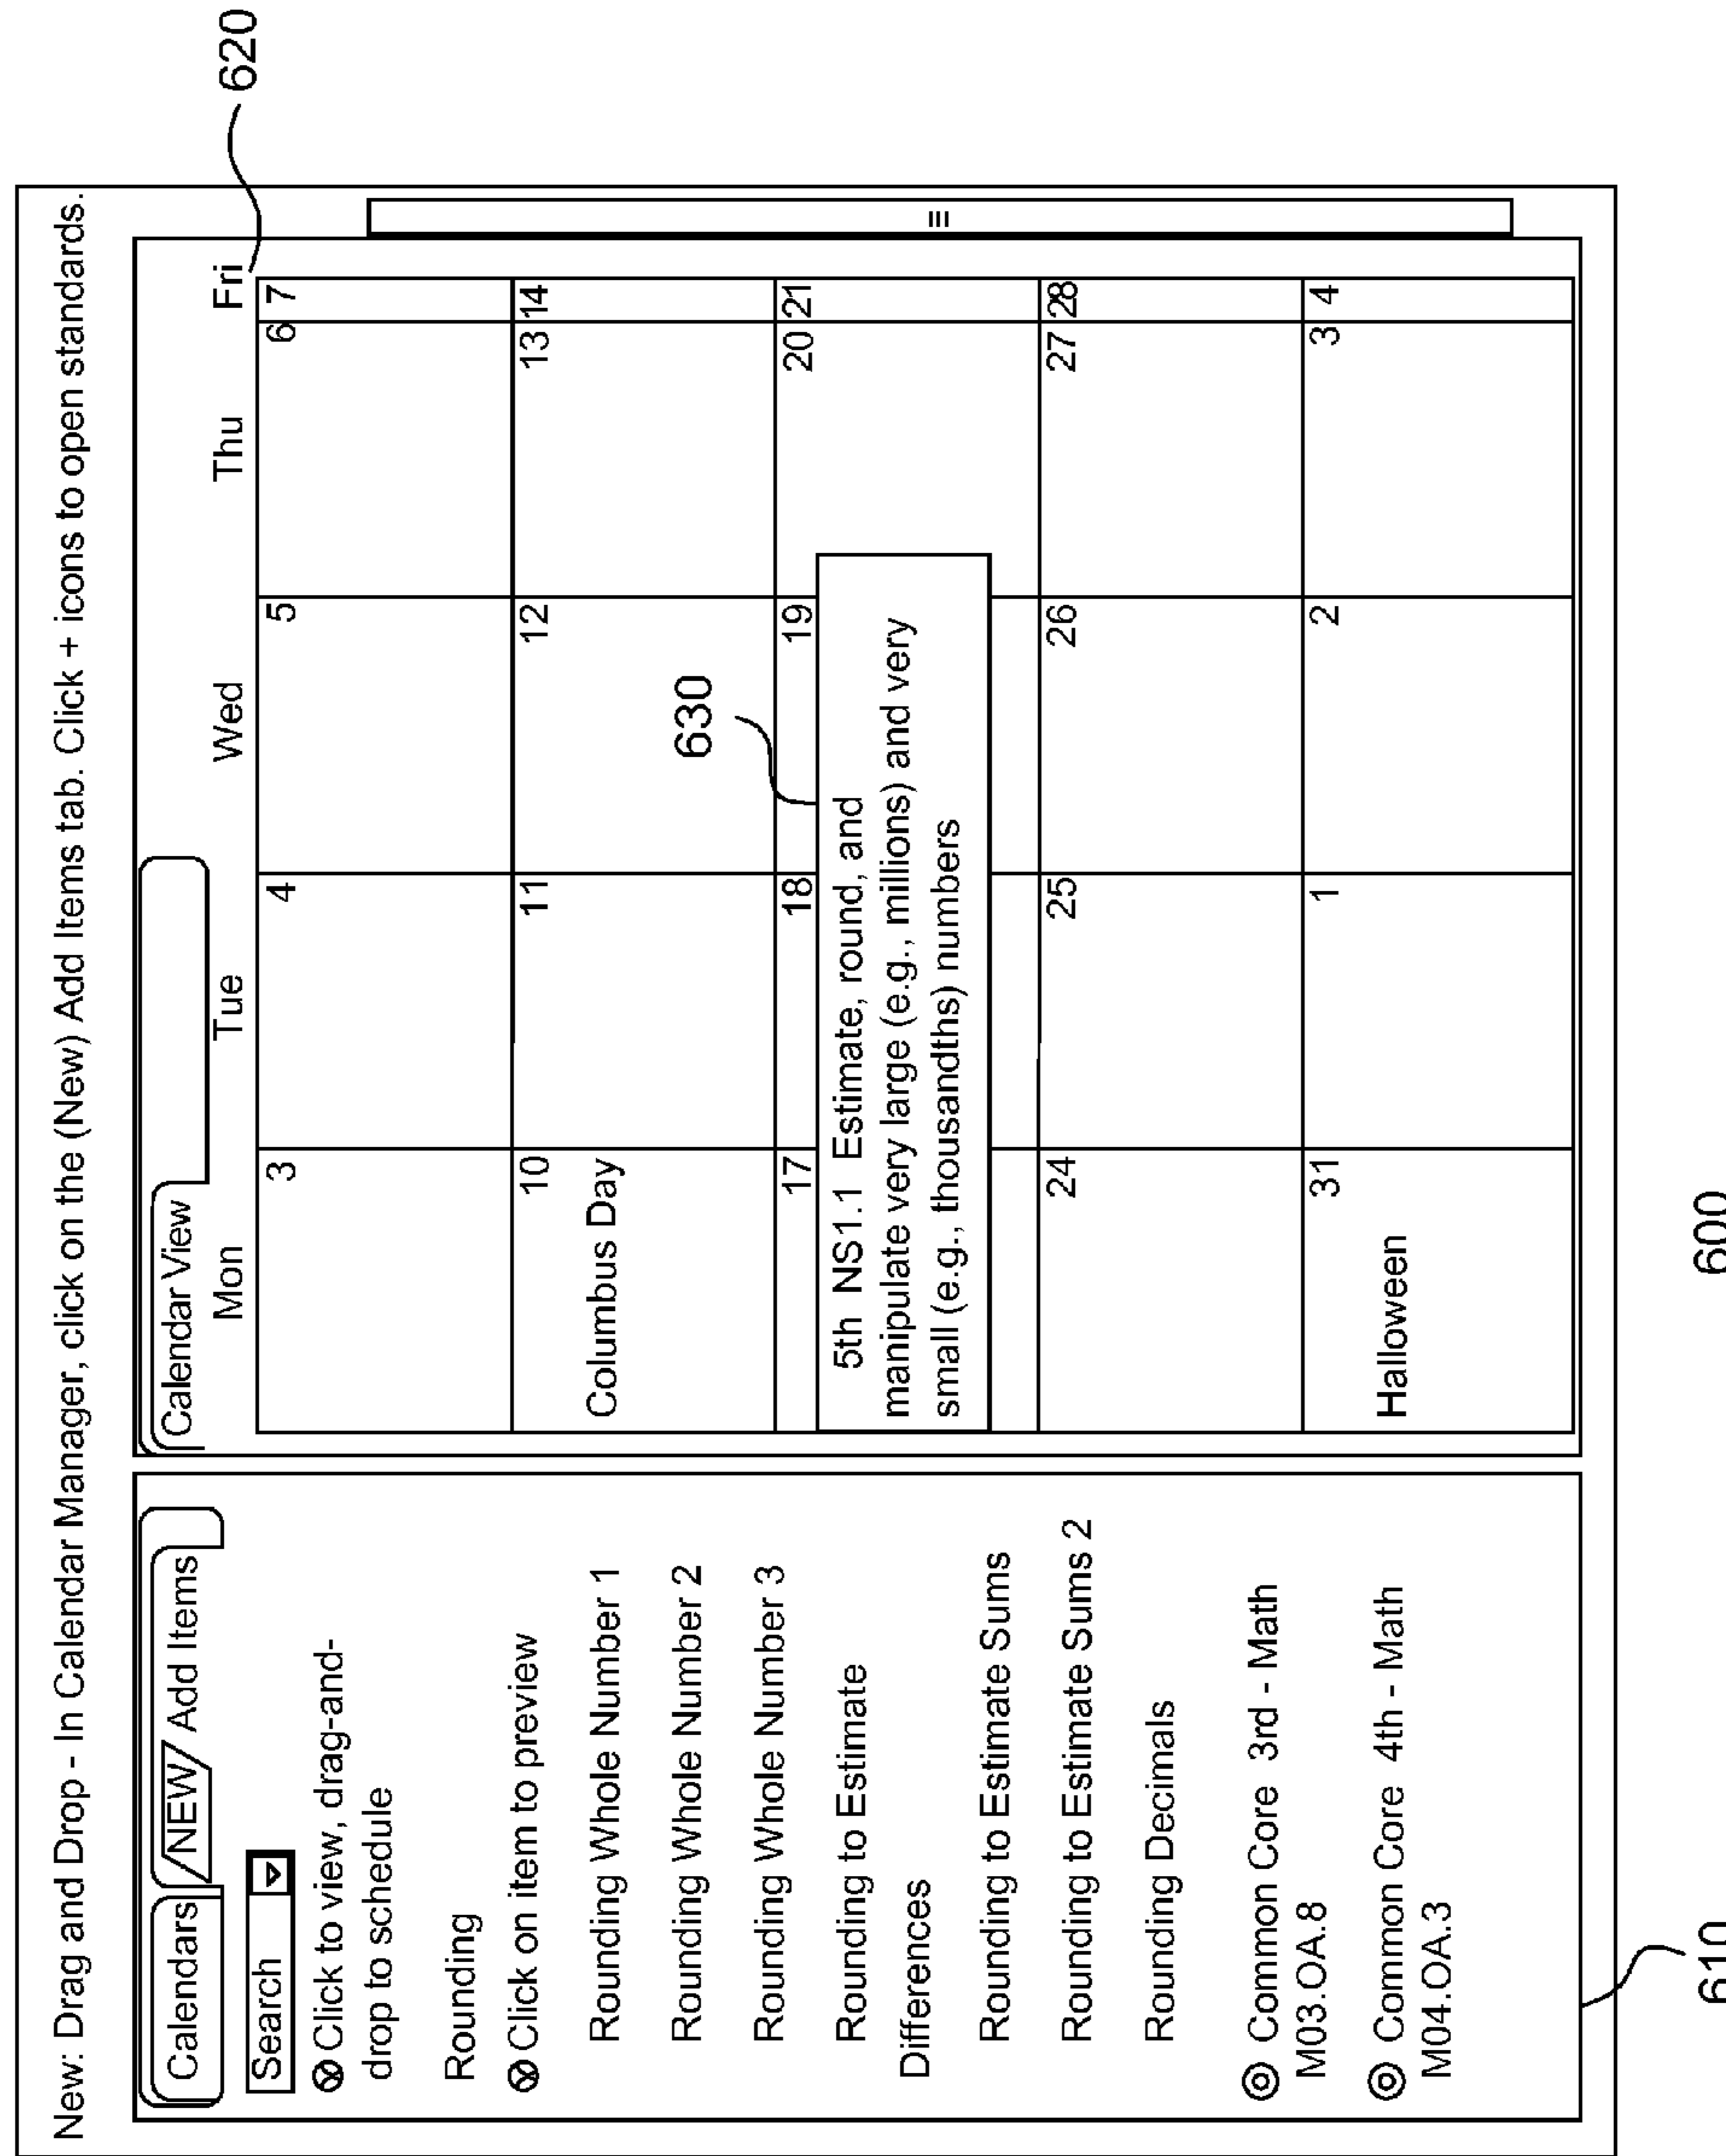 New: Drag and Drop - In Calendar Manager, click on the (New) Add Items tab. Click + icons to open standards.
Calendars
NEW Add Items
Search
Click to view, drag-and-
drop to schedule
Rounding
Click on item to preview
Rounding Whole Number 1
Rounding Whole Number 2
Rounding Whole Number 3
Rounding to Estimate
Differences
Rounding to Estimate Sums
Rounding to Estimate Sums 2
Rounding Decimals
Common Core 3rd - Math
M03.OA.8
Common Core 4th - Math
M04.OA.3
610
Calendar View
Mon Tue Wed Thu Fri
620
3 4 5 6 7
10 11 12 13 14
Columbus Day
630
17 18 19 20 21
5th NS1.1 Estimate, round, and
manipulate very large (e.g., millions) and very
small (e.g., thousandths) numbers
24 25 26 27 28
31 1 2 3 4
Halloween
600